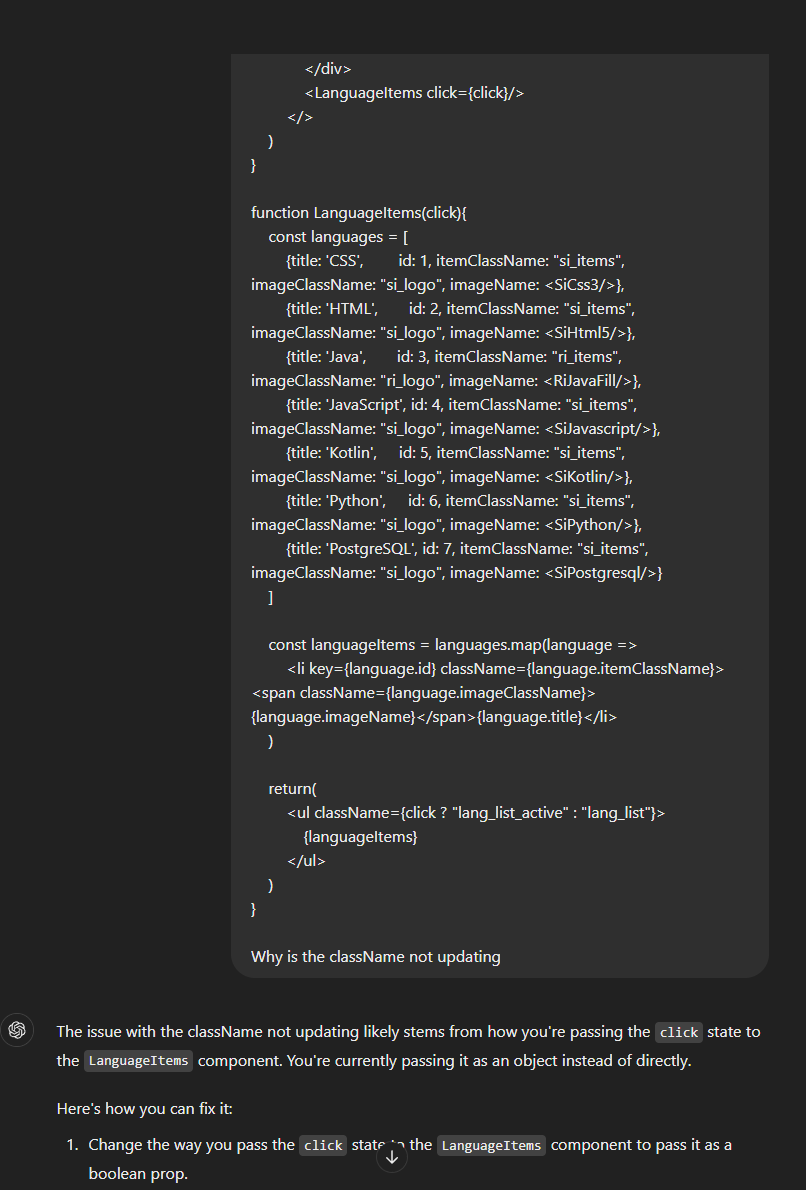 </div>
<LanguageItems click={click}/>
</>
)
}
function LanguageItems(click){
const languages = [
{title: 'CSS', id: 1, itemClassName: "si_items",
imageClassName: "si_logo", imageName: <SiCss3/>},
{title: 'HTML', id: 2, itemClassName: "si_items",
imageClassName: "si_logo", imageName: <SiHtml5/>},
{title: 'Java', id: 3, itemClassName: "ri_items",
imageClassName: "ri_logo", imageName: <RiJavaFill/>},
{title: 'JavaScript', id: 4, itemClassName: "si_items",
imageClassName: "si_logo", imageName: <SiJavascript/>},
{title: 'Kotlin', id: 5, itemClassName: "si_items",
imageClassName: "si_logo", imageName: <SiKotlin/>},
{title: 'Python', id: 6, itemClassName: "si_items",
imageClassName: "si_logo", imageName: <SiPython/>},
{title: 'PostgreSQL', id: 7, itemClassName: "si_items",
imageClassName: "si_logo", imageName: <SiPostgresql/>}
]
const languageItems = languages.map(language =>
<li key={language.id} className={language.itemClassName}>
<span className={language.imageClassName}>
{language.imageName}</span>{language.title}</li>
)
return(
<ul className={click ? "lang_list_active" : "lang_list"}>
{languageItems}
</ul>
)
}
Why is the className not updating
The issue with the className not updating likely stems from how you're passing the click state to
the LanguageItems component. You're currently passing it as an object instead of directly.
Here's how you can fix it:
1. Change the way you pass the click state to the LanguageItems component to pass it as a
boolean prop.